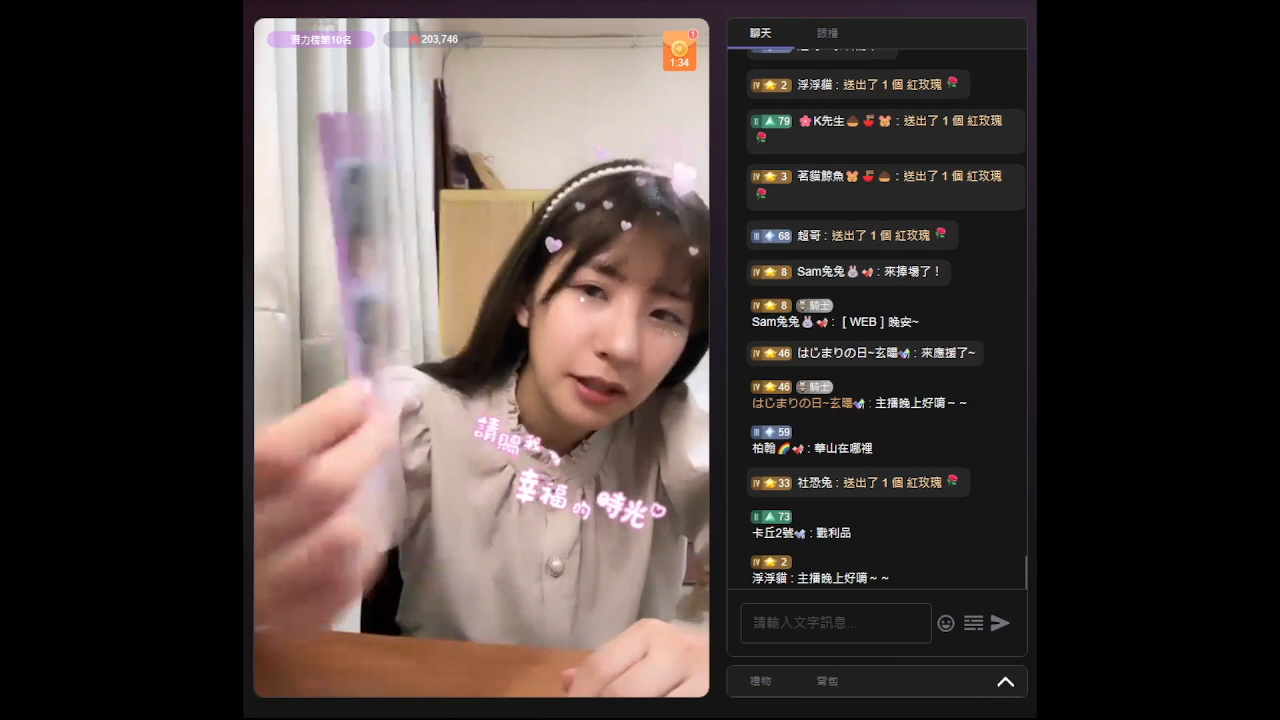 潛力榜第10名
203,746
1
1:34
請賜我
幸福的時光
聊天
跟播
IV 2 浮浮貓 : 送出了 1 個 紅玫瑰
II 79 K先生 : 送出了 1 個 紅玫瑰
IV 3 茗貓鯨魚 : 送出了 1 個 紅玫瑰
III 68 超哥 : 送出了 1 個 紅玫瑰
IV 8 Sam兔兔 : 來捧場了！
IV 8 騎士
Sam兔兔 : [ WEB ] 晚安~
IV 46 はじまりの日~玄曜 : 來應援了~
IV 46 騎士
はじまりの日~玄曜 : 主播晚上好唷~ ~
III 59
柏翰 : 華山在哪裡
IV 33 社恐兔 : 送出了 1 個 紅玫瑰
II 73
卡丘2號 : 戰利品
IV 2
浮浮貓 : 主播晚上好唷~ ~
請輸入文字訊息...
禮物
背包